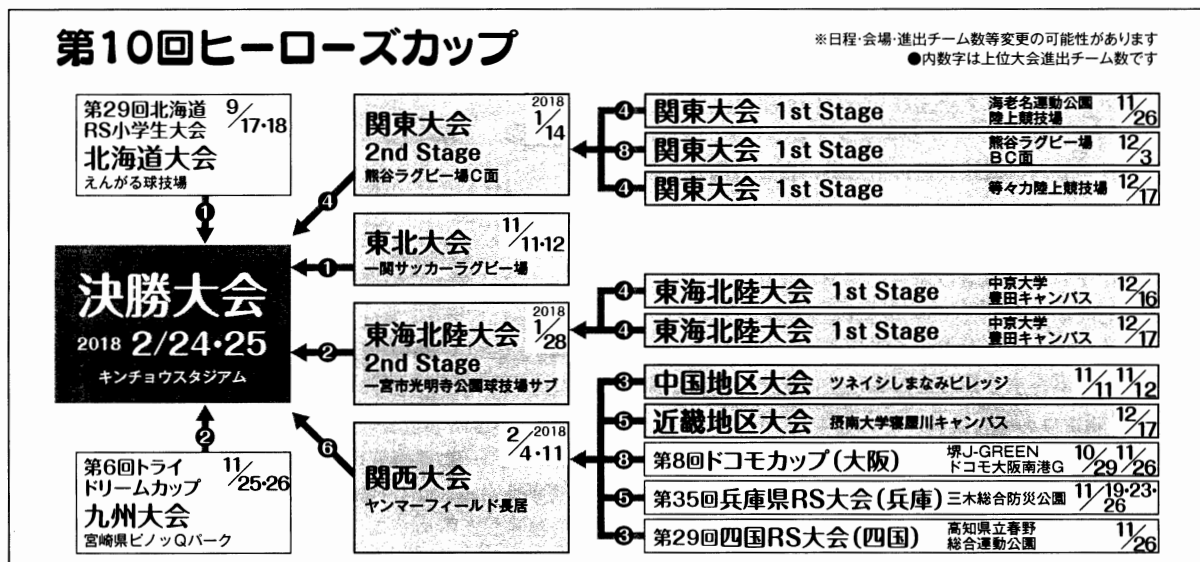 第10回ヒーローズカップ
※日程・会場・進出チーム数等変更の可能性があります
●内数字は上位大会進出チーム数です
第29回北海道
RS小学生大会
9/17・18
北海道大会
えんがる球技場
1
決勝大会
2018 2/24・25
キンチョウスタジアム
2
第6回トライ
ドリームカップ
11/25・26
九州大会
宮崎県ビノッQパーク
関東大会
2018
1/14
2nd Stage
熊谷ラグビー場C面
4
東北大会
11/11・12
一関サッカーラグビー場
1
東海北陸大会
2018
1/28
2nd Stage
一宮市光明寺公園球技場サブ
2
関西大会
2/2018
4・11
ヤンマーフィールド長居
6
4 関東大会 1st Stage 海老名運動公園
陸上競技場 11/26
8 関東大会 1st Stage 熊谷ラグビー場
BC面 12/3
4 関東大会 1st Stage 等々力陸上競技場 12/17
4 東海北陸大会 1st Stage 中京大学
豊田キャンパス 12/16
4 東海北陸大会 1st Stage 中京大学
豊田キャンパス 12/17
3 中国地区大会 ツネイシしまなみビレッジ 11/11 11/12
5 近畿地区大会 摂南大学寝屋川キャンパス 12/17
8 第8回ドコモカップ(大阪) 堺J-GREEN
ドコモ大阪南港G 10/29 11/26
5 第35回兵庫県RS大会(兵庫) 三木総合防災公園 11/19・23・
26
3 第29回四国RS大会(四国) 高知県立春野
総合運動公園 11/26